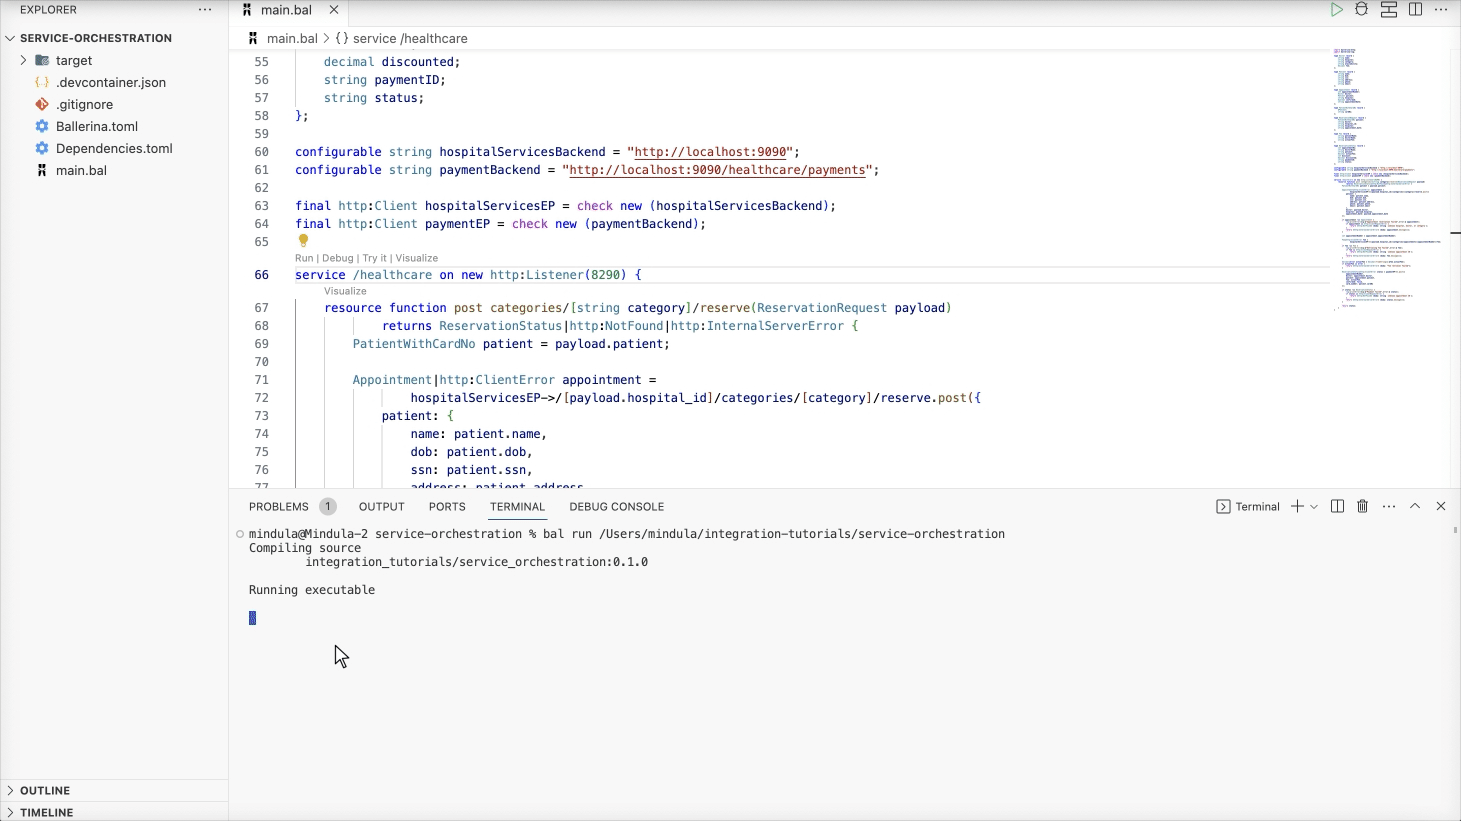 EXPLORER
main.bal
SERVICE-ORCHESTRATION
target
.devcontainer.json
.gitignore
Ballerina.toml
Dependencies.toml
main.bal
OUTLINE
TIMELINE
main.bal > {} service /healthcare
55 decimal discounted;
56 string paymentID;
57 string status;
58 };
59
60 configurable string hospitalServicesBackend = "http://localhost:9090";
61 configurable string paymentBackend = "http://localhost:9090/healthcare/payments";
62
63 final http:Client hospitalServicesEP = check new (hospitalServicesBackend);
64 final http:Client paymentEP = check new (paymentBackend);
65
Run | Debug | Try it | Visualize
66 service /healthcare on new http:Listener(8290) {
Visualize
67 resource function post categories/[string category]/reserve(ReservationRequest payload)
68 returns ReservationStatus|http:NotFound|http:InternalServerError {
69 PatientWithCardNo patient = payload.patient;
70
71 Appointment|http:ClientError appointment =
72 hospitalServicesEP->/[payload.hospital_id]/categories/[category]/reserve.post({
73 patient: {
74 name: patient.name,
75 dob: patient.dob,
76 ssn: patient.ssn,
77 address: patient.address
PROBLEMS 1 OUTPUT PORTS TERMINAL DEBUG CONSOLE
Terminal
mindula@Mindula-2 service-orchestration % bal run /Users/mindula/integration-tutorials/service-orchestration
Compiling source
integration_tutorials/service_orchestration:0.1.0
Running executable